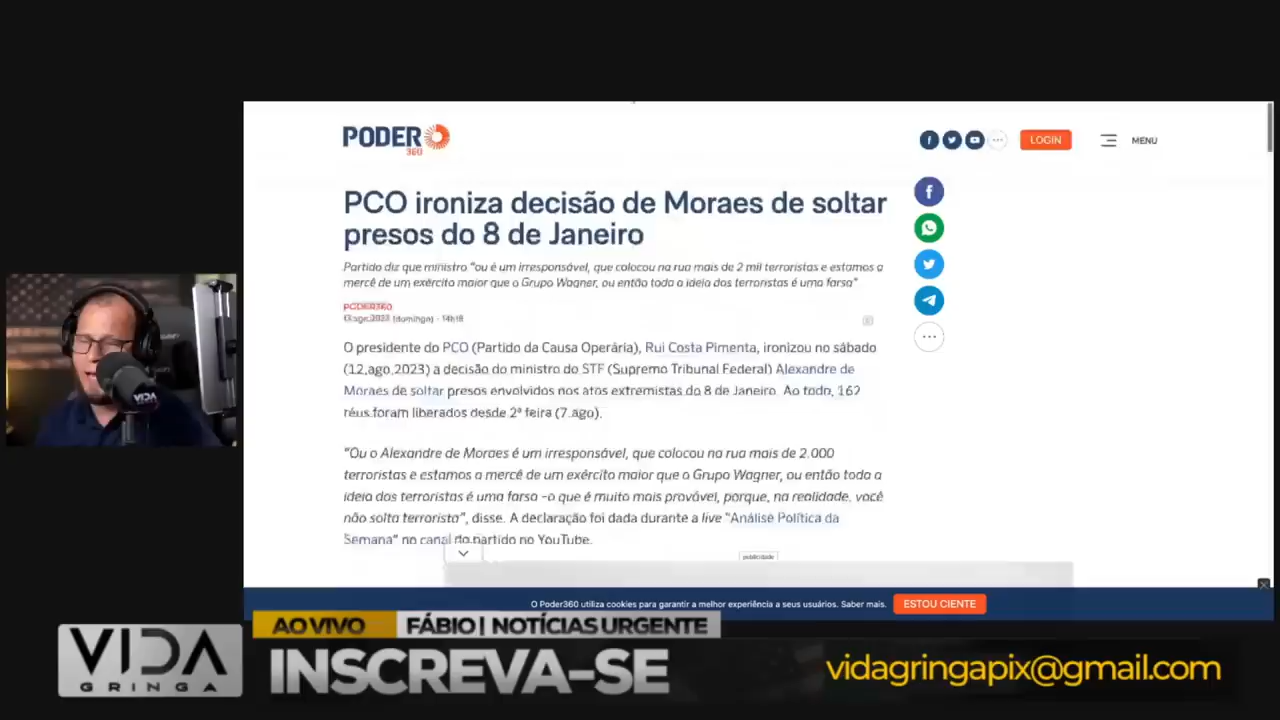 PODER
360
LOGIN
MENU
PCO ironiza decisão de Moraes de soltar
presos do 8 de Janeiro
Partido diz que ministro "ou é um irresponsável, que colocou na rua mais de 2 mil terroristas e estamos a
mercê de um exército maior que o Grupo Wagner, ou então toda a ideia dos terroristas é uma farsa"
PODER360
13.ago.2023 (domingo) - 14h18
O presidente do PCO (Partido da Causa Operária), Rui Costa Pimenta, ironizou no sábado
(12.ago.2023) a decisão do ministro do STF (Supremo Tribunal Federal) Alexandre de
Moraes de soltar presos envolvidos nos atos extremistas do 8 de Janeiro. Ao todo, 162
réus foram liberados desde 2ª feira (7.ago).
"Ou o Alexandre de Moraes é um irresponsável, que colocou na rua mais de 2.000
terroristas e estamos a mercê de um exército maior que o Grupo Wagner, ou então toda a
ideia dos terroristas é uma farsa –o que é muito mais provável, porque, na realidade, você
não solta terrorista", disse. A declaração foi dada durante a live "Análise Política da
Semana" no canal do partido no YouTube.
publicidade
O Poder360 utiliza cookies para garantir a melhor experiência a seus usuários. Saber mais.
ESTOU CIENTE
VIDA
AO VIVO
FÁBIO | NOTÍCIAS URGENTE
VIDA
GRINGA
INSCREVA-SE
vidagringapix@gmail.com